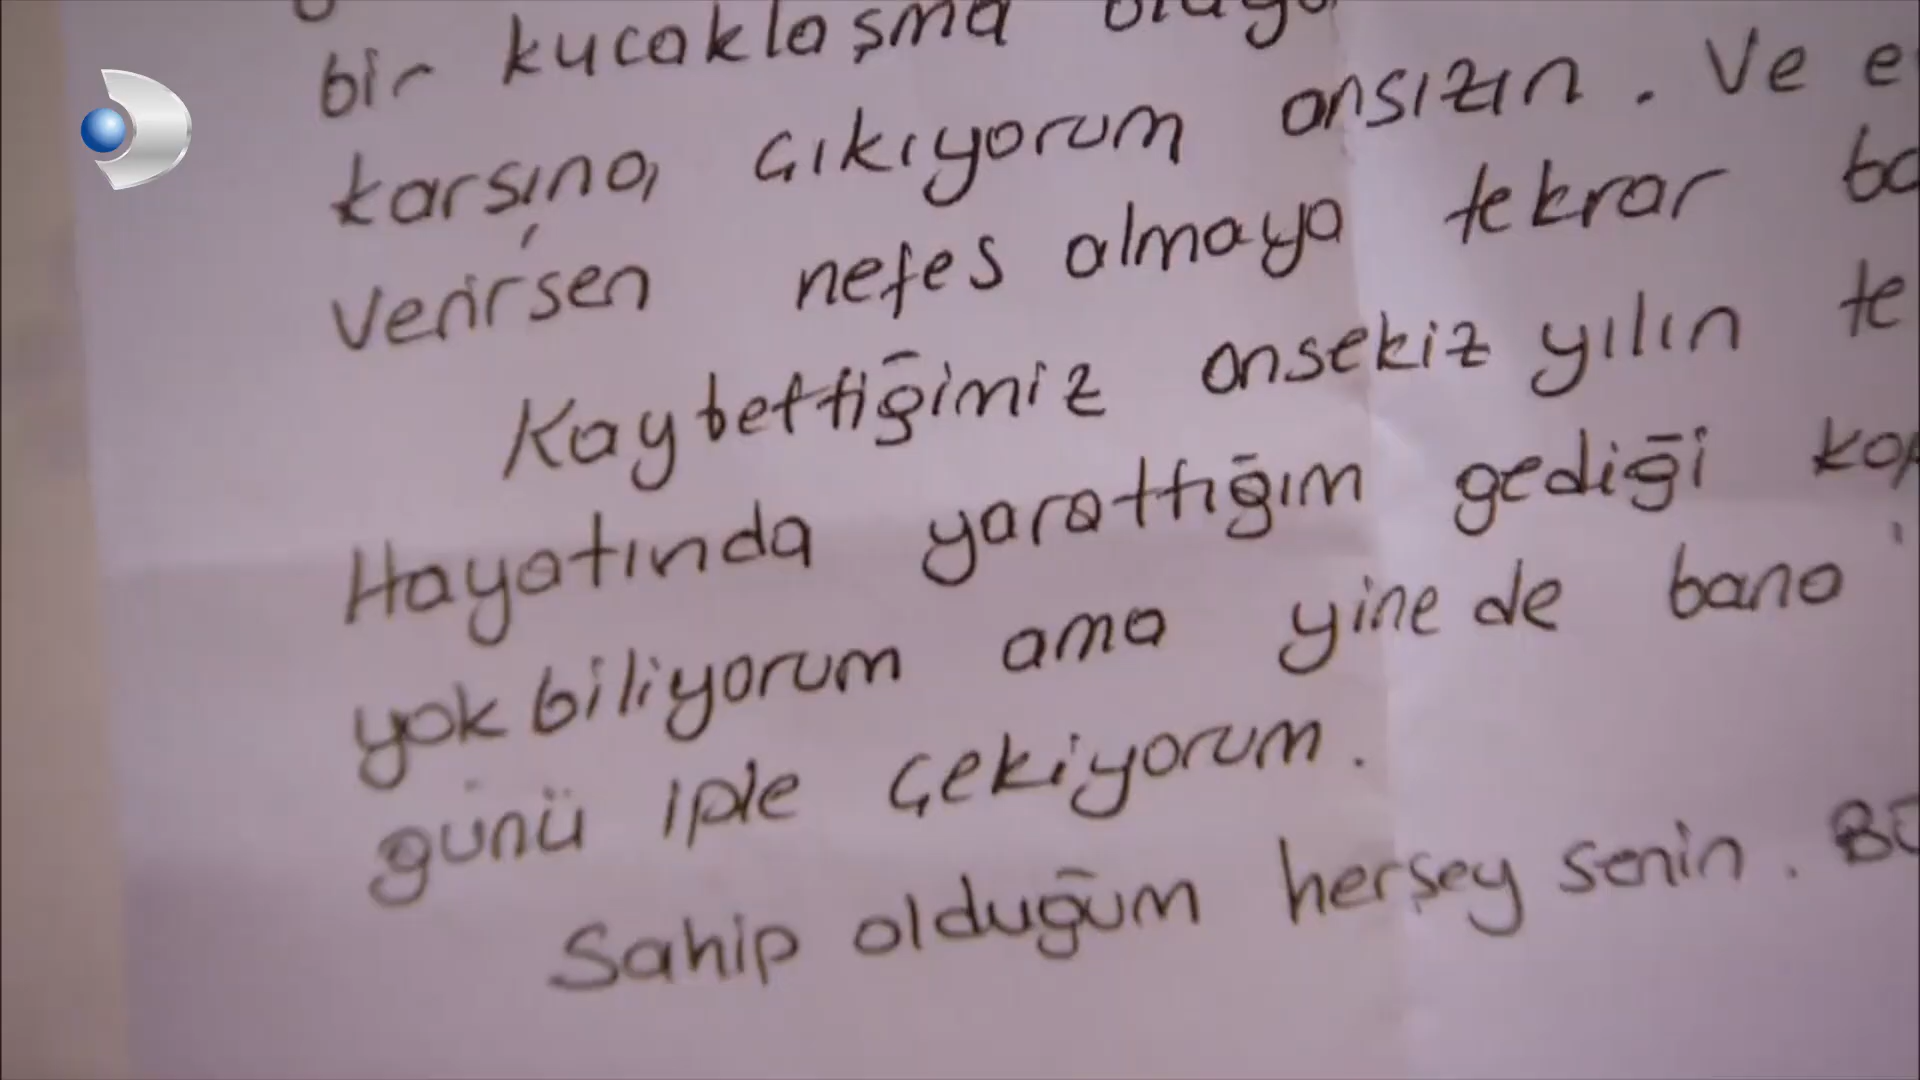 bir kucaklaşma
karşına çıkıyorum ansızın. Ve
verirsen nefes almaya tekrar
Kaybettiğimiz onsekiz yılın
Hayatında yarattığım gediği
yok biliyorum ama yine de bana
günü iple çekiyorum.
Sahip olduğum herşey senin.